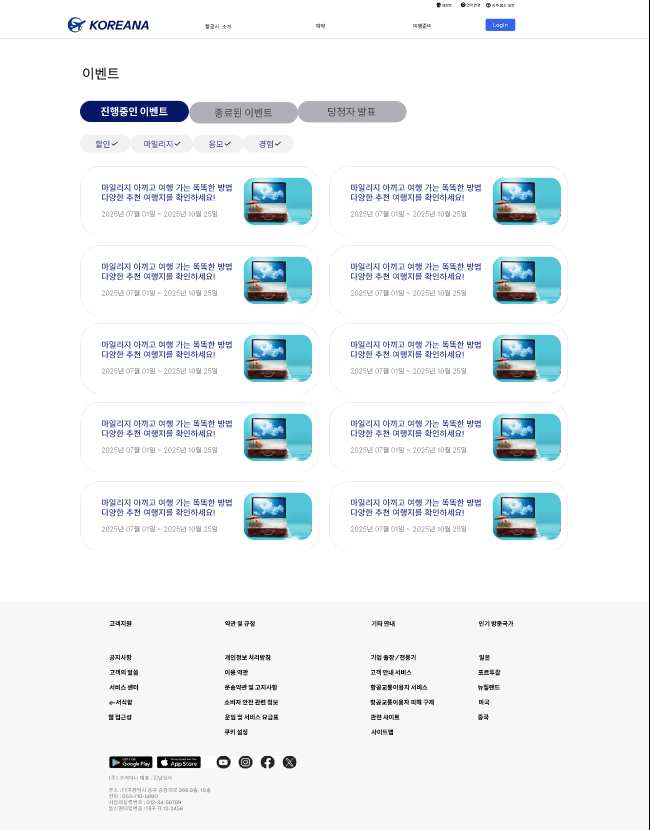 KOREANA
항공사 소개
예약
여행준비
Login
이벤트
진행중인 이벤트
종료된 이벤트
당첨자 발표
할인
마일리지
응모
경험
마일리지 아끼고 여행 가는 똑똑한 방법
다양한 추천 여행지를 확인하세요!
2025년 07월 01일 ~ 2025년 10월 25일
마일리지 아끼고 여행 가는 똑똑한 방법
다양한 추천 여행지를 확인하세요!
2025년 07월 01일 ~ 2025년 10월 25일
마일리지 아끼고 여행 가는 똑똑한 방법
다양한 추천 여행지를 확인하세요!
2025년 07월 01일 ~ 2025년 10월 25일
마일리지 아끼고 여행 가는 똑똑한 방법
다양한 추천 여행지를 확인하세요!
2025년 07월 01일 ~ 2025년 10월 25일
마일리지 아끼고 여행 가는 똑똑한 방법
다양한 추천 여행지를 확인하세요!
2025년 07월 01일 ~ 2025년 10월 25일
마일리지 아끼고 여행 가는 똑똑한 방법
다양한 추천 여행지를 확인하세요!
2025년 07월 01일 ~ 2025년 10월 25일
마일리지 아끼고 여행 가는 똑똑한 방법
다양한 추천 여행지를 확인하세요!
2025년 07월 01일 ~ 2025년 10월 25일
마일리지 아끼고 여행 가는 똑똑한 방법
다양한 추천 여행지를 확인하세요!
2025년 07월 01일 ~ 2025년 10월 25일
마일리지 아끼고 여행 가는 똑똑한 방법
다양한 추천 여행지를 확인하세요!
2025년 07월 01일 ~ 2025년 10월 25일
마일리지 아끼고 여행 가는 똑똑한 방법
다양한 추천 여행지를 확인하세요!
2025년 07월 01일 ~ 2025년 10월 25일
고객지원
공지사항
고객의 말씀
서비스 센터
e-서식함
웹 접근성
약관 및 규정
개인정보 처리방침
이용 약관
운송약관 및 고지사항
소비자 안전 관련 정보
운임 및 서비스 요금표
쿠키 설정
기타 안내
기업 출장 / 전용기
고객 안내 서비스
항공교통이용자 서비스
항공교통이용자 피해 구제
관련 사이트
사이트맵
인기 방문국가
일본
포르투갈
뉴질랜드
미국
중국
Google Play
App Store
(주) 코레아나 대표 :
주소 : 대구광역시 동구 366 8층, 10층
전화 : 053-710-5890
사업자등록번호 : 012-34-56789
통신판매업번호 : 대구 제 12-3456